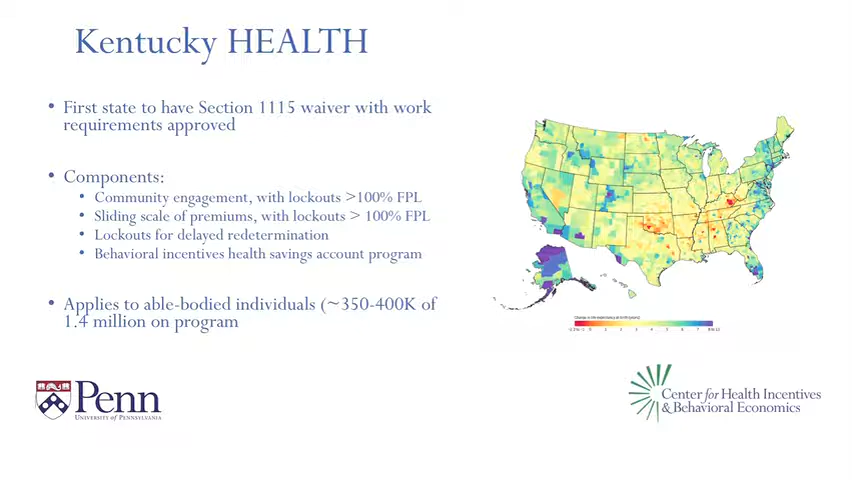 Kentucky HEALTH
• First state to have Section 1115 waiver with work
requirements approved
• Components:
• Community engagement, with lockouts >100% FPL
• Sliding scale of premiums, with lockouts > 100% FPL
• Lockouts for delayed redetermination
• Behavioral incentives health savings account program
• Applies to able-bodied individuals (~350-400K of
1.4 million on program
Penn
UNIVERSITY OF PENNSYLVANIA
Center for Health Incentives
& Behavioral Economics